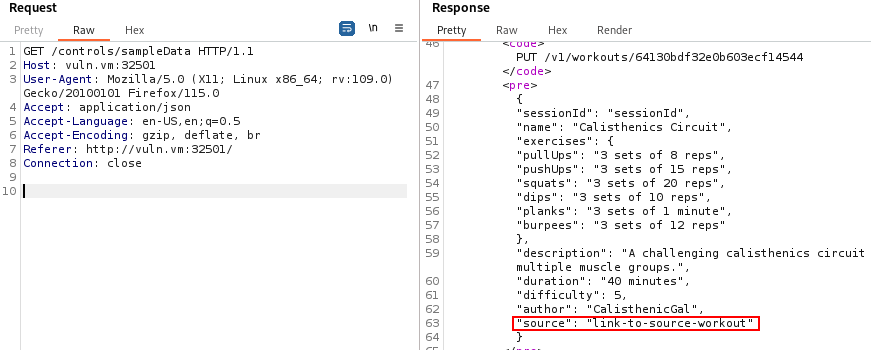 Request
Pretty Raw Hex
\n
1 GET /controls/sampleData HTTP/1.1
2 Host: vuln.vm:32501
3 User-Agent: Mozilla/5.0 (X11; Linux x86_64; rv:109.0)
Gecko/20100101 Firefox/115.0
4 Accept: application/json
5 Accept-Language: en-US,en;q=0.5
6 Accept-Encoding: gzip, deflate, br
7 Referer: http://vuln.vm:32501/
8 Connection: close
9
10
Response
Pretty Raw Hex Render
46 <code>
PUT /v1/workouts/64130bdf32e0b603ecf14544
</code>
47 <pre>
48 {
49 "sessionId": "sessionId",
50 "name": "Calisthenics Circuit",
51 "exercises": {
52 "pullUps": "3 sets of 8 reps",
53 "pushUps": "3 sets of 15 reps",
54 "squats": "3 sets of 20 reps",
55 "dips": "3 sets of 10 reps",
56 "planks": "3 sets of 1 minute",
57 "burpees": "3 sets of 12 reps"
58 },
59 "description": "A challenging calisthenics circuit
multiple muscle groups.",
60 "duration": "40 minutes",
61 "difficulty": 5,
62 "author": "CalisthenicGal",
63 "source": "link-to-source-workout"
64 }
65 </pre>